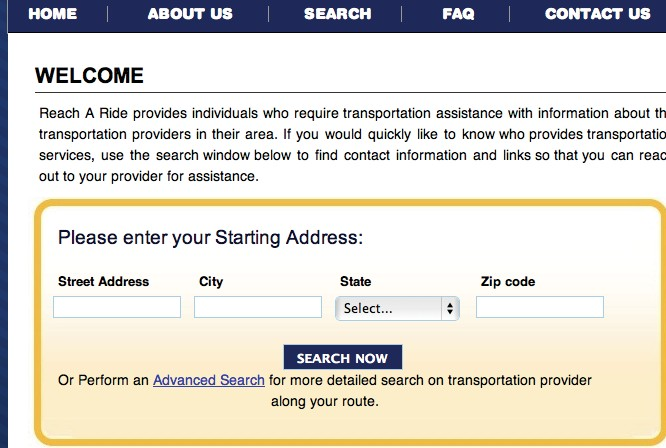 HOME ABOUT US SEARCH FAQ CONTACT US
WELCOME
Reach A Ride provides individuals who require transportation assistance with information about th
transportation providers in their area. If you would quickly like to know who provides transportatio
services, use the search window below to find contact information and links so that you can reac
out to your provider for assistance.
Please enter your Starting Address:
Street Address City State Zip code
Select...
SEARCH NOW
Or Perform an Advanced Search for more detailed search on transportation provider
along your route.